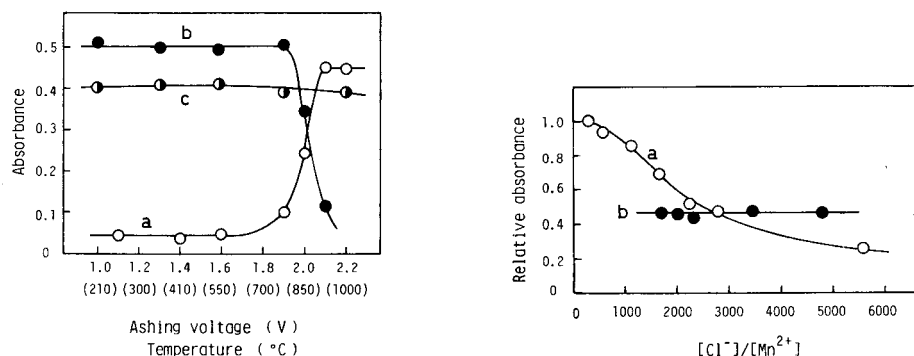 0.5
0.4
0.3
0.2
0.1
0
Absorbance
b
c
a
1.0 1.2 1.4 1.6 1.8 2.0 2.2
(210) (300) (410) (550) (700) (850) (1000)
Ashing voltage (V)
Temperature (°C)
1.0
0.8
0.6
0.4
0.2
0
Relative absorbance
a
b
0 1000 2000 3000 4000 5000 6000
[Cl⁻]/[Mn²⁺]